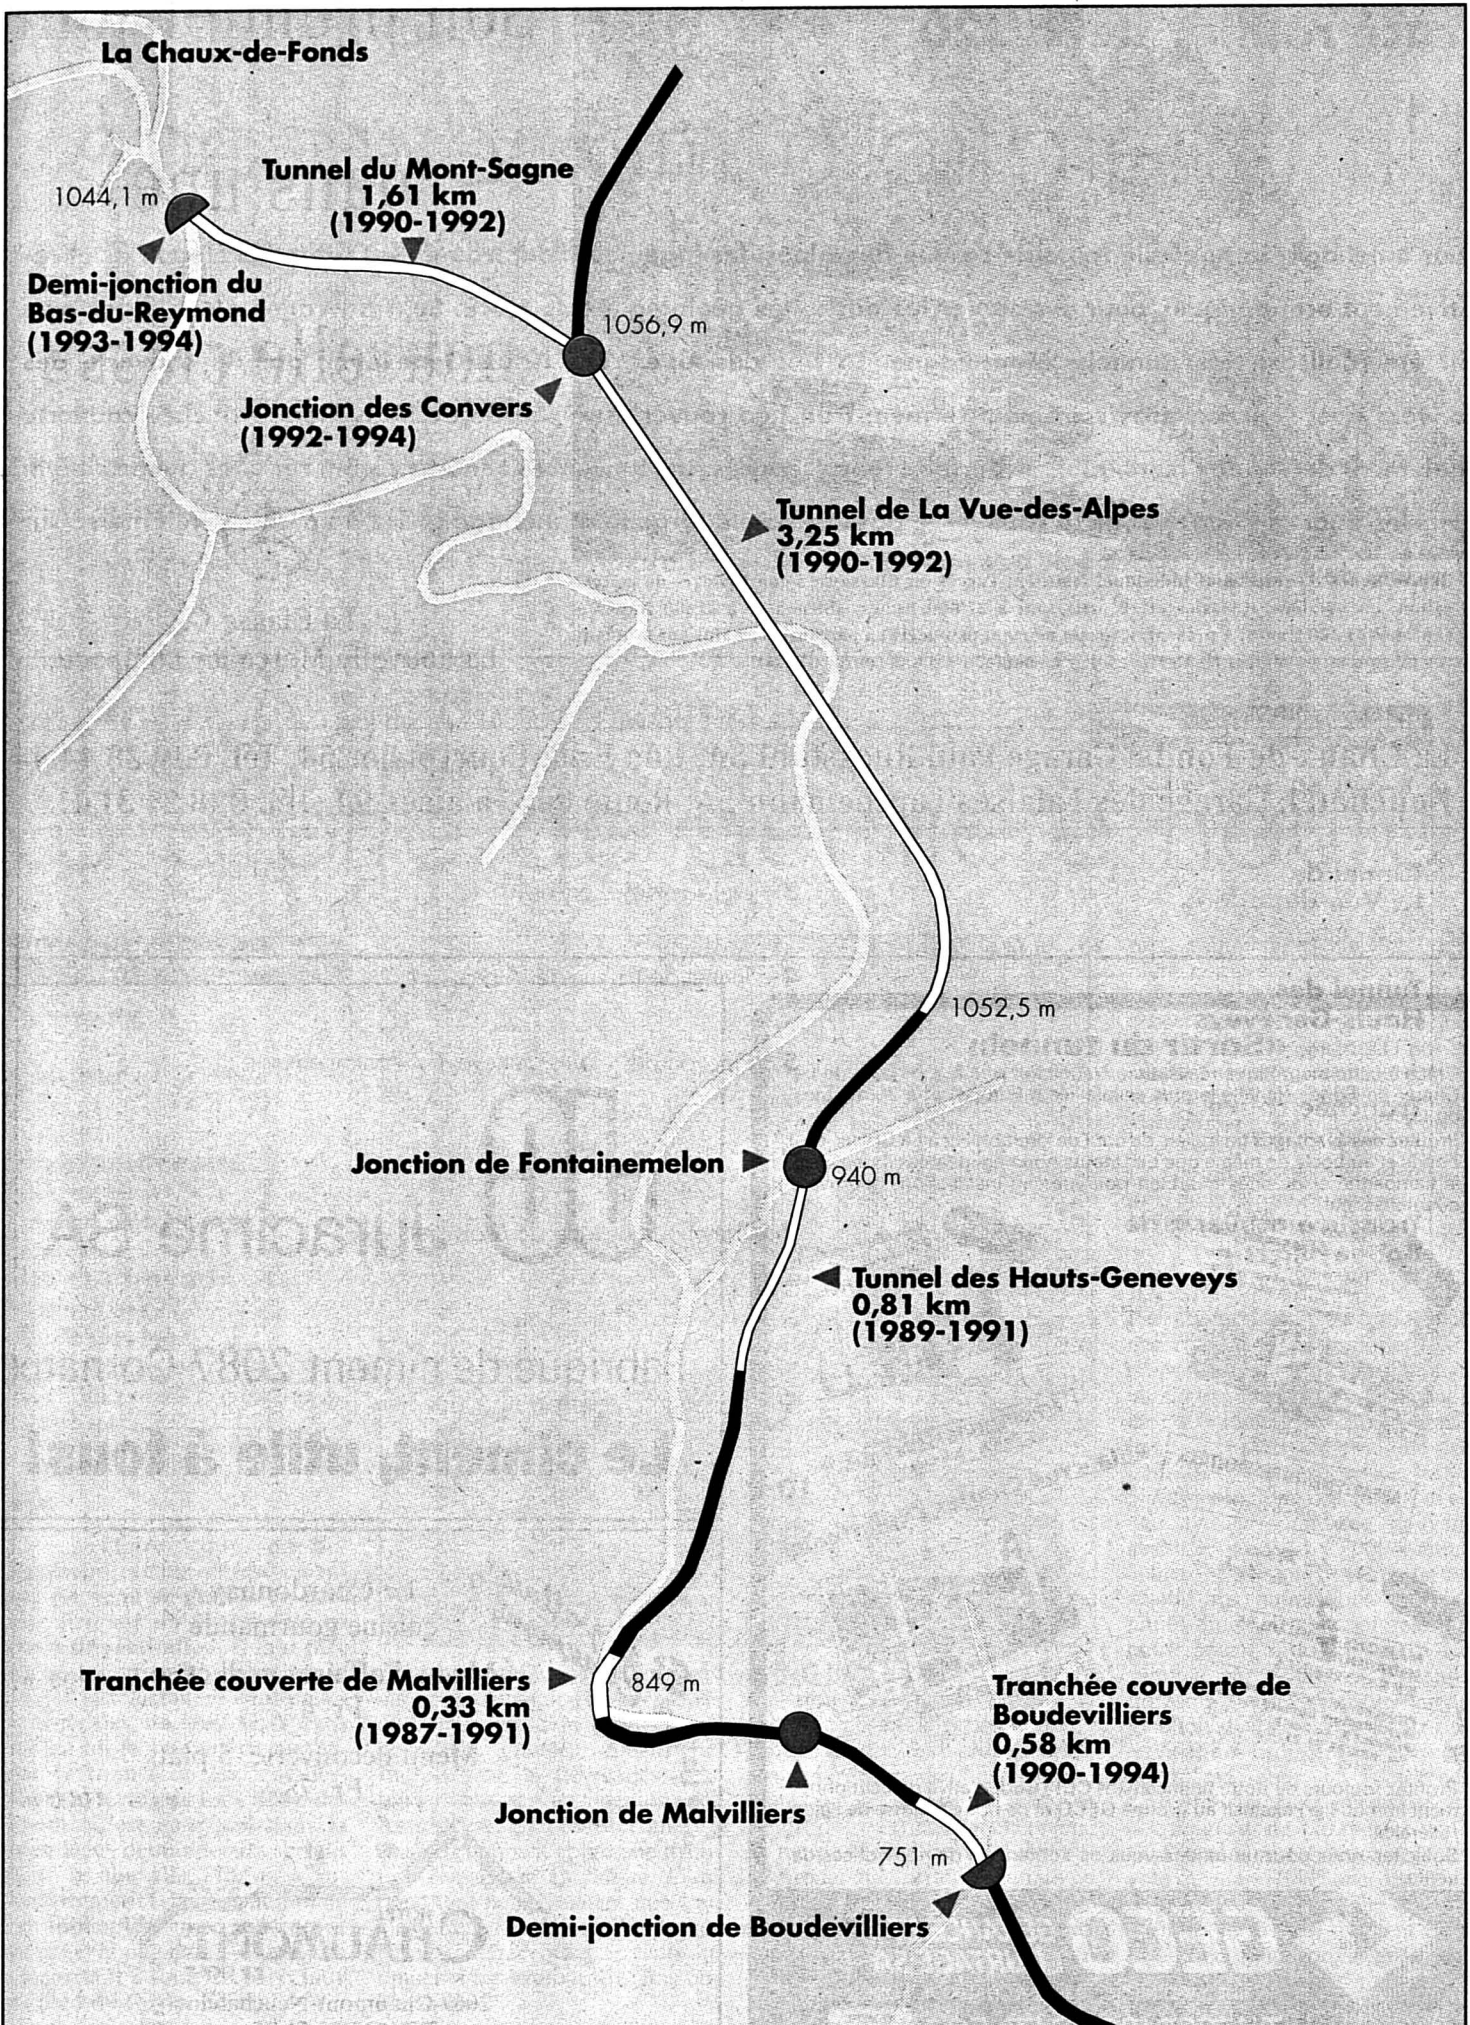 La Chaux-de-Fonds
Tunnel du Mont-Sagne
1,61 km
(1990-1992)
1044,1 m
Demi-jonction du
Bas-du-Reymond
(1993-1994)
1056,9 m
Jonction des Convers
(1992-1994)
Tunnel de La Vue-des-Alpes
3,25 km
(1990-1992)
1052,5 m
Jonction de Fontainemelon
940 m
Tunnel des Hauts-Geneveys
0,81 km
(1989-1991)
Tranchée couverte de Malvilliers
0,33 km
(1987-1991)
849 m
Tranchée couverte de
Boudevilliers
0,58 km
(1990-1994)
Jonction de Malvilliers
751 m
Demi-jonction de Boudevilliers